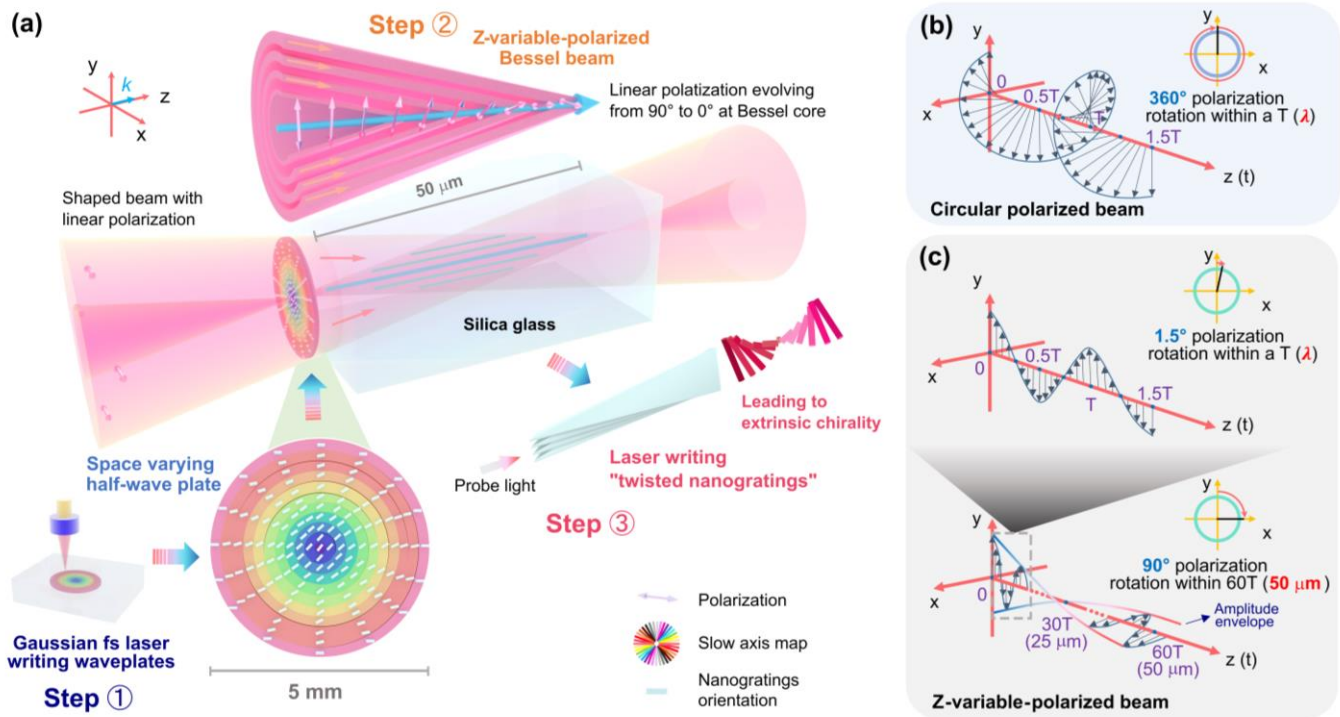 (a)
Step ②
Z-variable-polarized
Bessel beam
y
k
z
x
Linear polatization evolving
from 90° to 0° at Bessel core
Shaped beam with
linear polarization
50 μm
Silica glass
Leading to
extrinsic chirality
Space varying
half-wave plate
Probe light
Laser writing
"twisted nanogratings"
Step ③
Gaussian fs laser
writing waveplates
Step ①
5 mm
Polarization
Slow axis map
Nanogratings
orientation
(b)
y
x
0
0.5T
T
1.5T
z (t)
y
x
360° polarization
rotation within a T (λ)
Circular polarized beam
(c)
y
x
0
0.5T
T
1.5T
z (t)
y
x
1.5° polarization
rotation within a T (λ)
y
x
0
30T
(25 μm)
60T
(50 μm)
z (t)
y
x
90° polarization
rotation within 60T (50 μm)
Amplitude
envelope
Z-variable-polarized beam